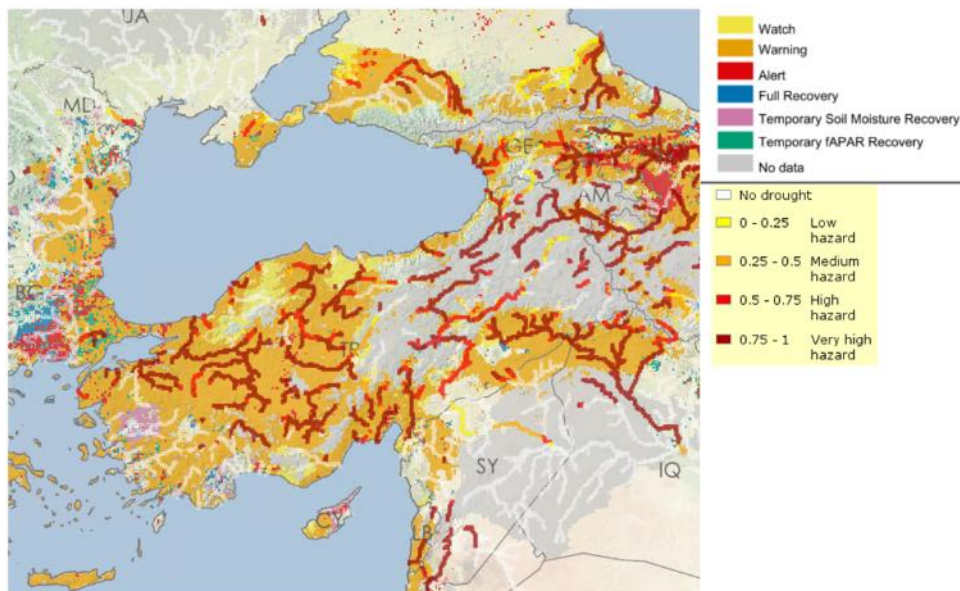 UA
MD
BG
GE
AM
TR
SY
IQ
CY
LB
Watch
Warning
Alert
Full Recovery
Temporary Soil Moisture Recovery
Temporary fAPAR Recovery
No data
No drought
0 - 0.25 Low hazard
0.25 - 0.5 Medium hazard
0.5 - 0.75 High hazard
0.75 - 1 Very high hazard